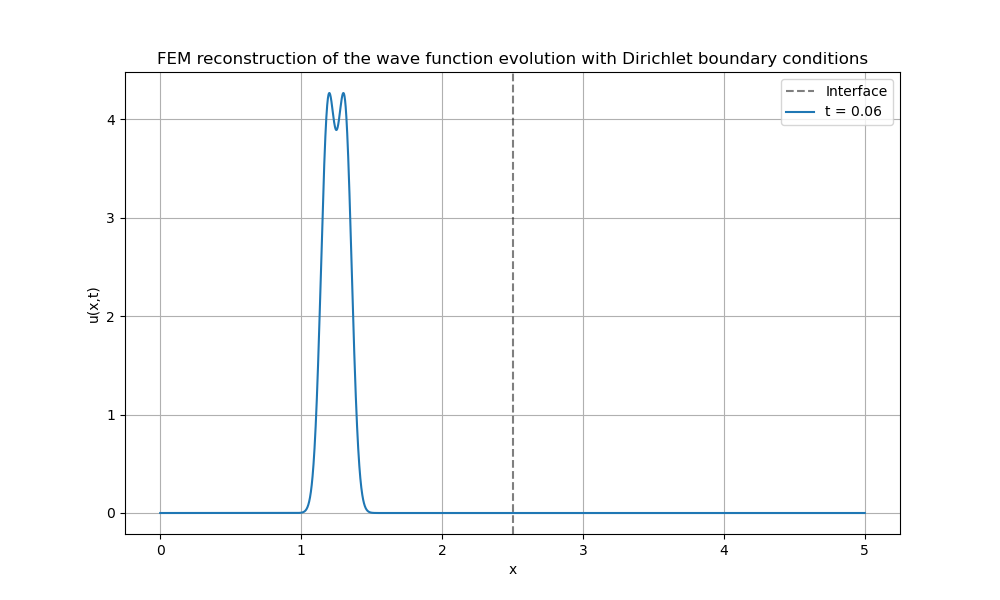 FEM reconstruction of the wave function evolution with Dirichlet boundary conditions
Interface
t = 0.06
4
3
2
1
0
u(x,t)
0 1 2 3 4 5
x